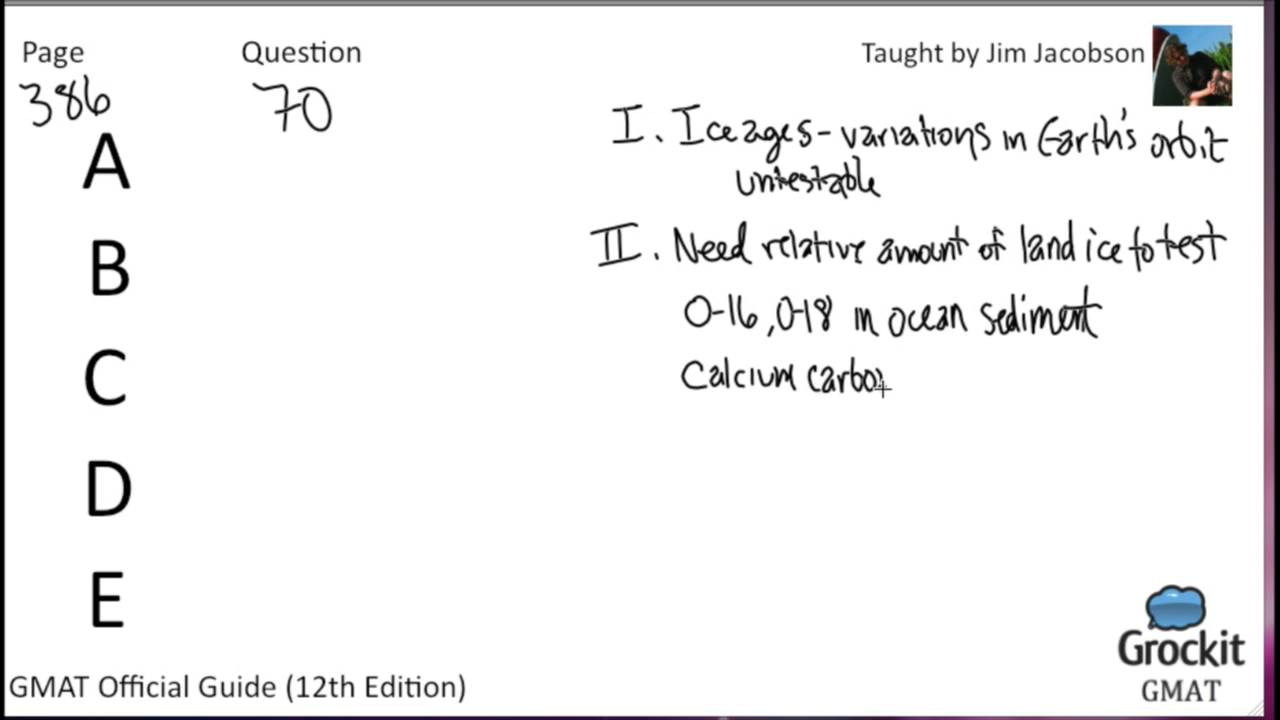 Page Question Taught by Jim Jacobson
386 70
I. Ice ages - variations in Earth's orbit
untestable
II. Need relative amount of land ice to test
O-16, O-18 in ocean sediment
Calcium carbon
A
B
C
D
E
Grockit
GMAT
GMAT Official Guide (12th Edition)